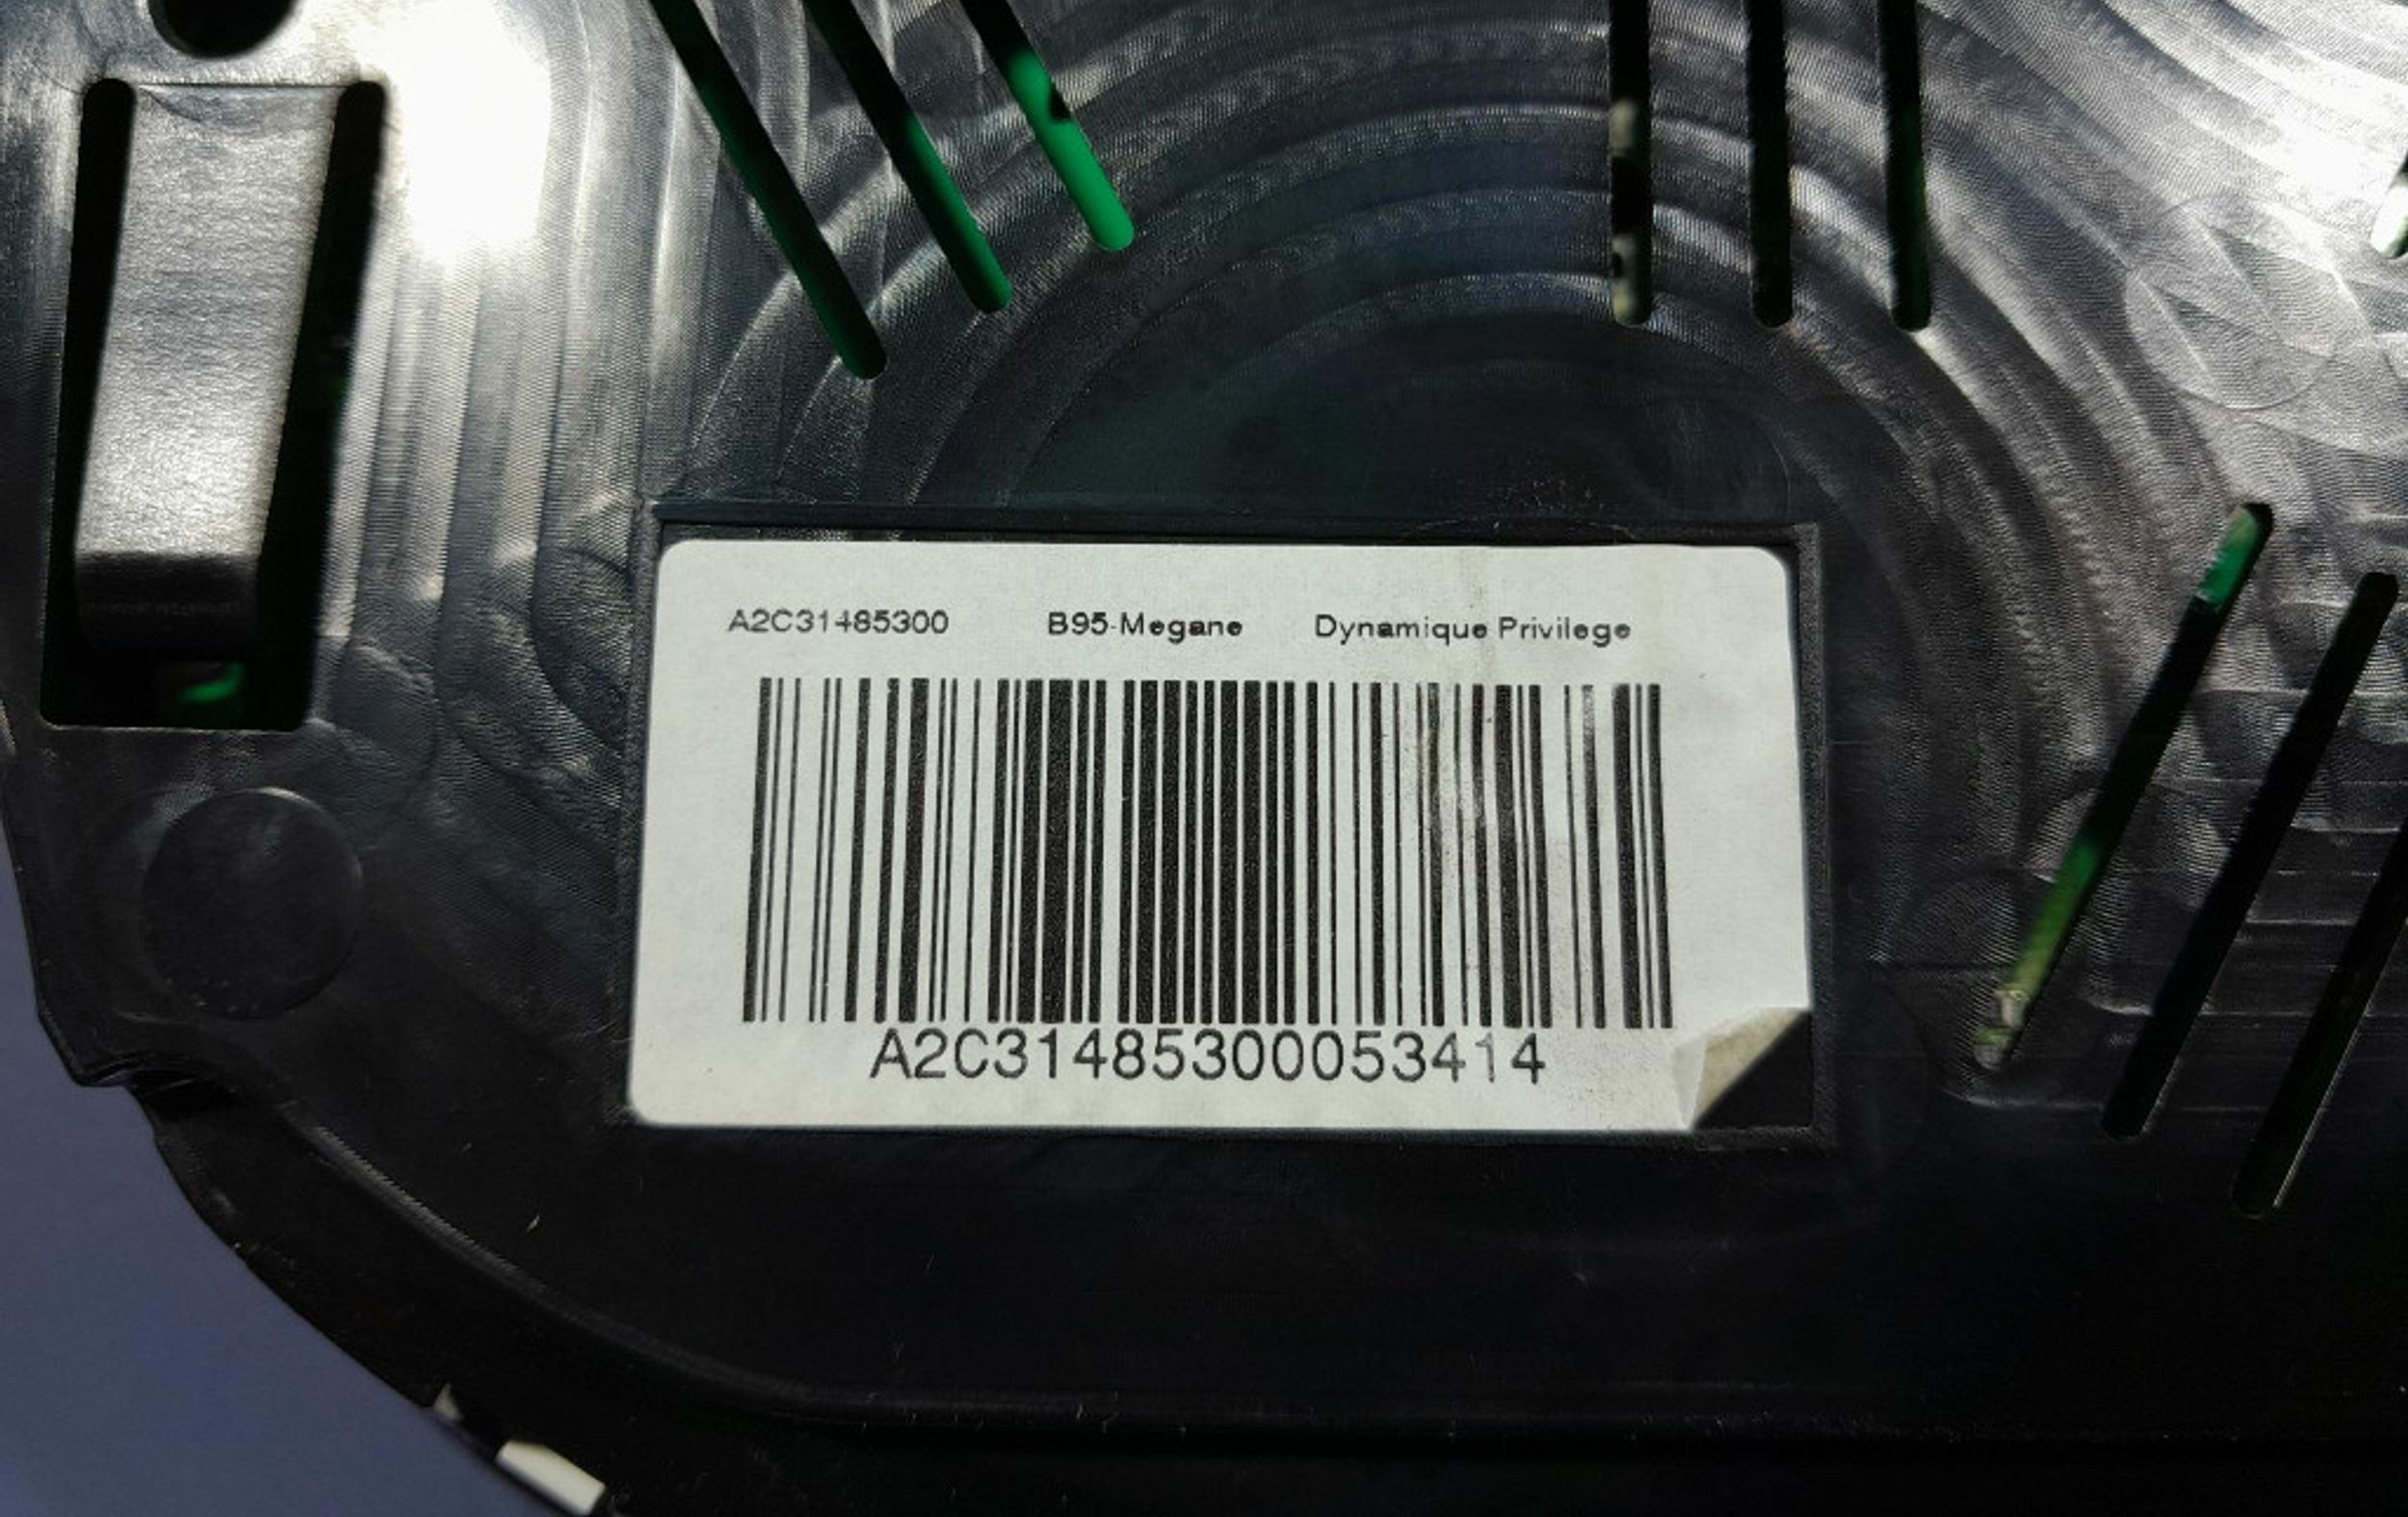 A2C31485300 B95-Megane Dynamique Privilege
A2C31485300053414